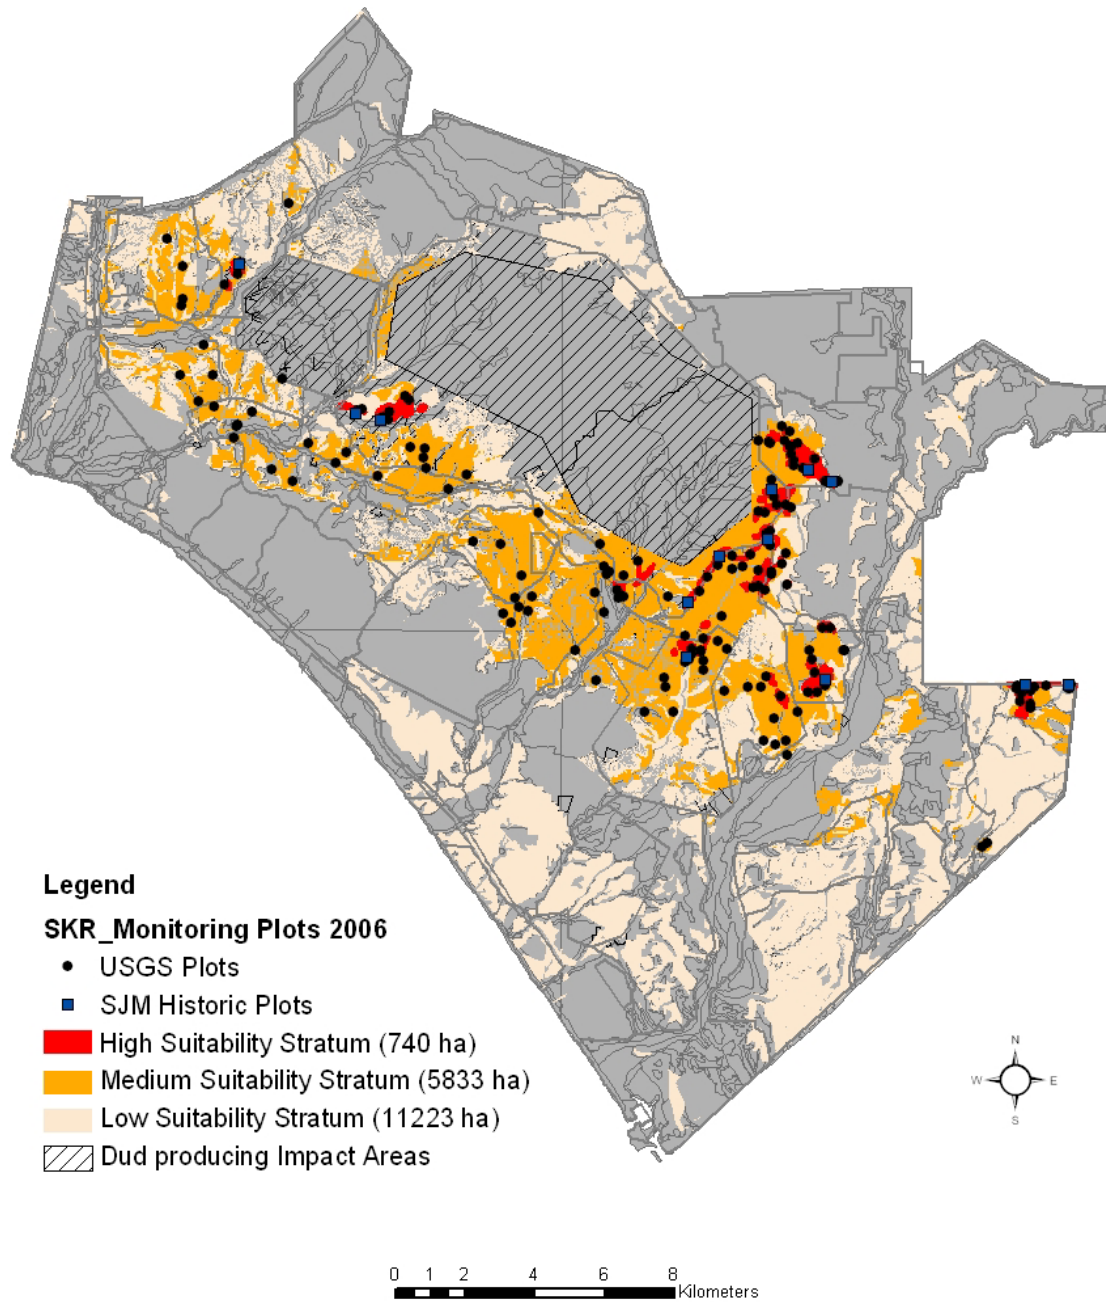 Legend
SKR_Monitoring Plots 2006
USGS Plots
SJM Historic Plots
High Suitability Stratum (740 ha)
Medium Suitability Stratum (5833 ha)
Low Suitability Stratum (11223 ha)
Dud producing Impact Areas
N
W E
S
0 1 2 4 6 8
Kilometers